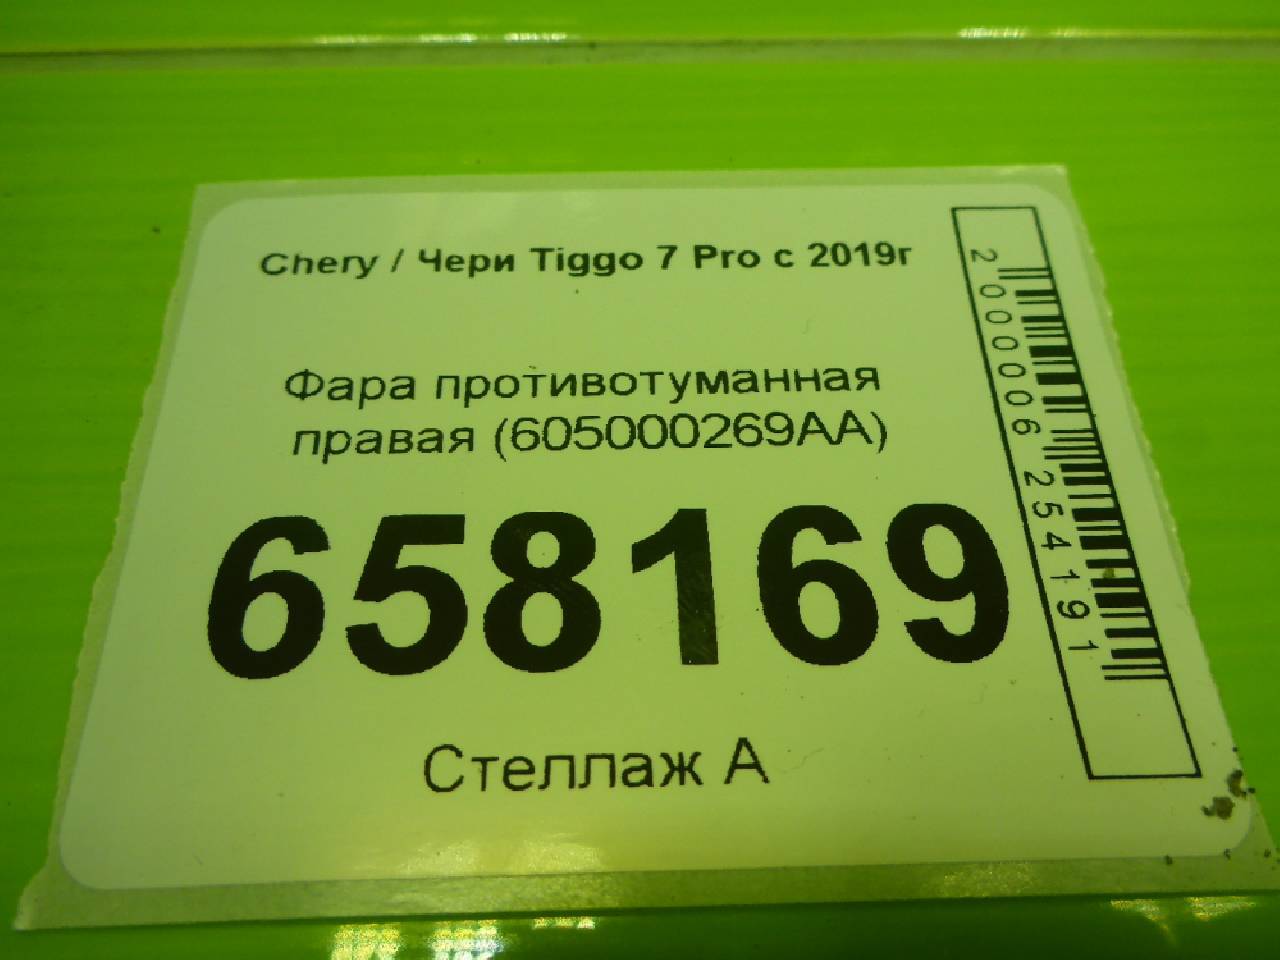 Chery / Чери Tiggo 7 Pro с 2019г
Фара противотуманная
правая (605000269AA)
658169
Стеллаж А
2000006254191